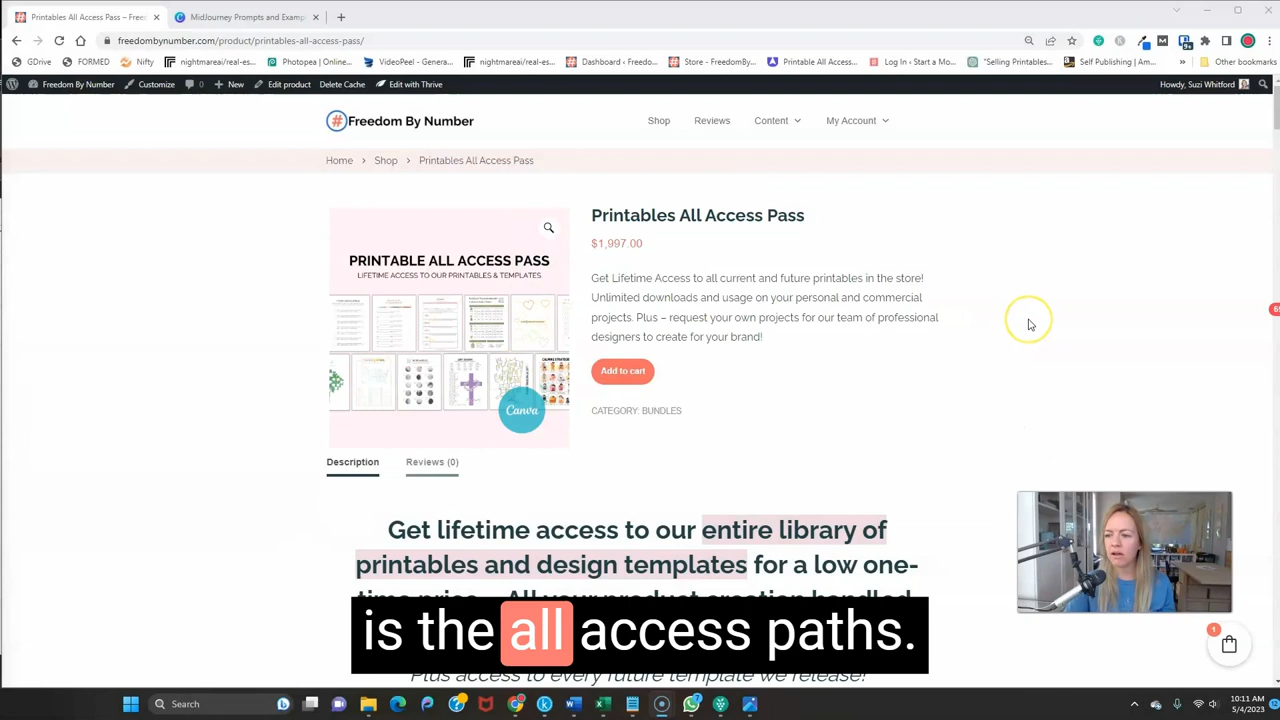 Printables All Access Pass – Free
MidJourney Prompts and Examp
freedombynumber.com/product/printables-all-access-pass/
GDrive
FORMED
Nifty
nightmareai/real-es...
Photopea | Online...
VideoPeel - Genera...
nightmareai/real-es...
Dashboard ‹ Freedo...
Store - FreedomBy...
Printable All Acces...
Log In ‹ Start a Mo...
"Selling Printables...
Self Publishing | Am...
Other bookmarks
Freedom By Number
Customize
0
New
Edit product
Delete Cache
Edit with Thrive
Howdy, Suzi Whitford
# Freedom By Number
Shop
Reviews
Content
My Account
Home > Shop > Printables All Access Pass
PRINTABLE ALL ACCESS PASS
LIFETIME ACCESS TO OUR PRINTABLES & TEMPLATES
Canva
Printables All Access Pass
$1,997.00
Get Lifetime Access to all current and future printables in the store!
Unlimited downloads and usage on your personal and commercial
projects. Plus – request your own projects for our team of professional
designers to create for your brand!
Add to cart
CATEGORY: BUNDLES
Description
Reviews (0)
Get lifetime access to our entire library of
printables and design templates for a low one-
is the all access paths.
Plus access to every future template we release!
1
Search
10:11 AM
5/4/2023